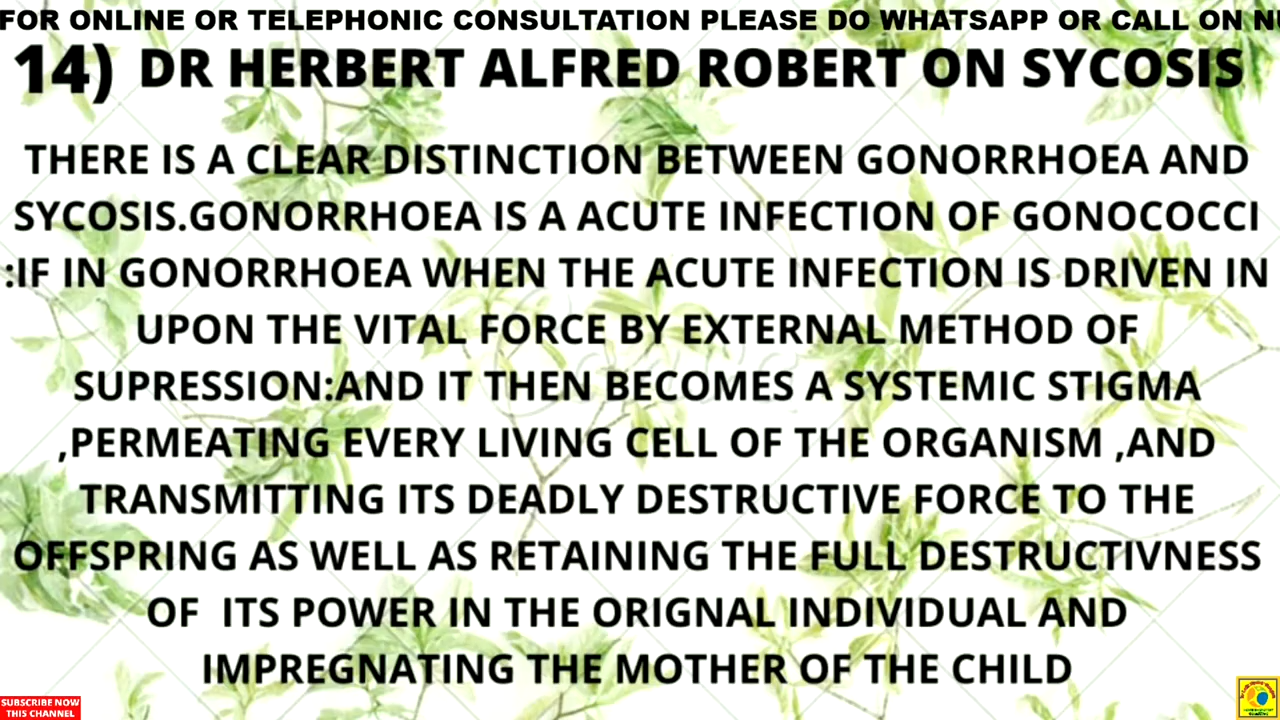 FOR ONLINE OR TELEPHONIC CONSULTATION PLEASE DO WHATSAPP OR CALL ON
14) DR HERBERT ALFRED ROBERT ON SYCOSIS
THERE IS A CLEAR DISTINCTION BETWEEN GONORRHOEA AND
SYCOSIS.GONORRHOEA IS A ACUTE INFECTION OF GONOCOCCI
:IF IN GONORRHOEA WHEN THE ACUTE INFECTION IS DRIVEN IN
UPON THE VITAL FORCE BY EXTERNAL METHOD OF
SUPRESSION:AND IT THEN BECOMES A SYSTEMIC STIGMA
,PERMEATING EVERY LIVING CELL OF THE ORGANISM ,AND
TRANSMITTING ITS DEADLY DESTRUCTIVE FORCE TO THE
OFFSPRING AS WELL AS RETAINING THE FULL DESTRUCTIVNESS
OF ITS POWER IN THE ORIGNAL INDIVIDUAL AND
IMPREGNATING THE MOTHER OF THE CHILD
SUBSCRIBE NOW
THIS CHANNEL